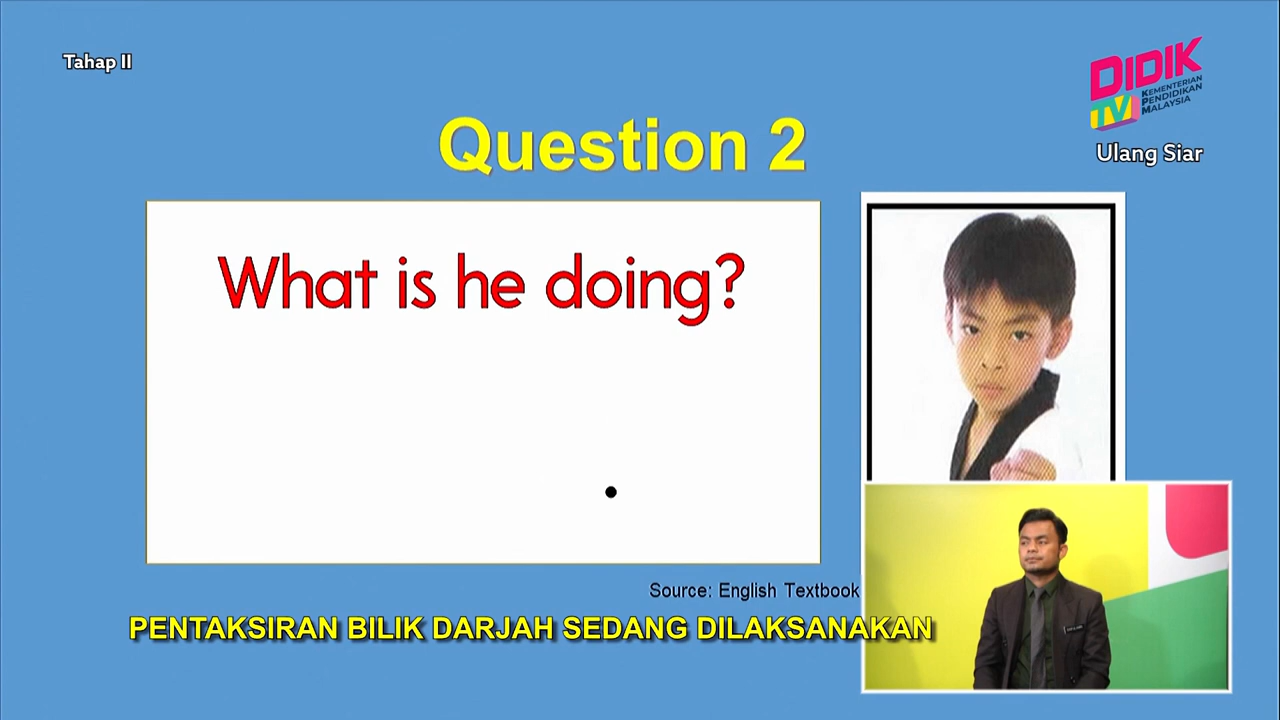 Tahap II
DIDIK
TV
KEMENTERIAN
PENDIDIKAN
MALAYSIA
Ulang Siar
Question 2
What is he doing?
.
Source: English Textbook
PENTAKSIRAN BILIK DARJAH SEDANG DILAKSANAKAN